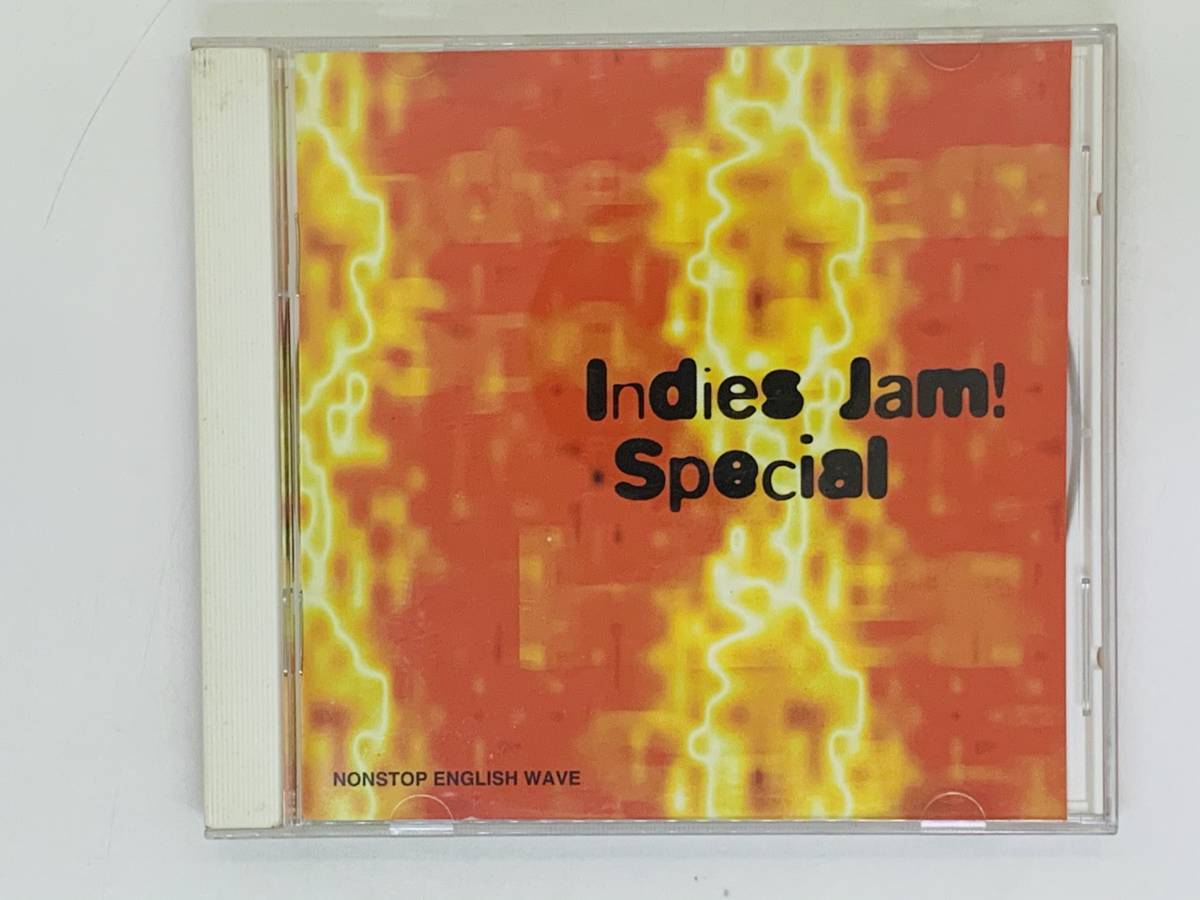 Indies Jam!
Special
NONSTOP ENGLISH WAVE